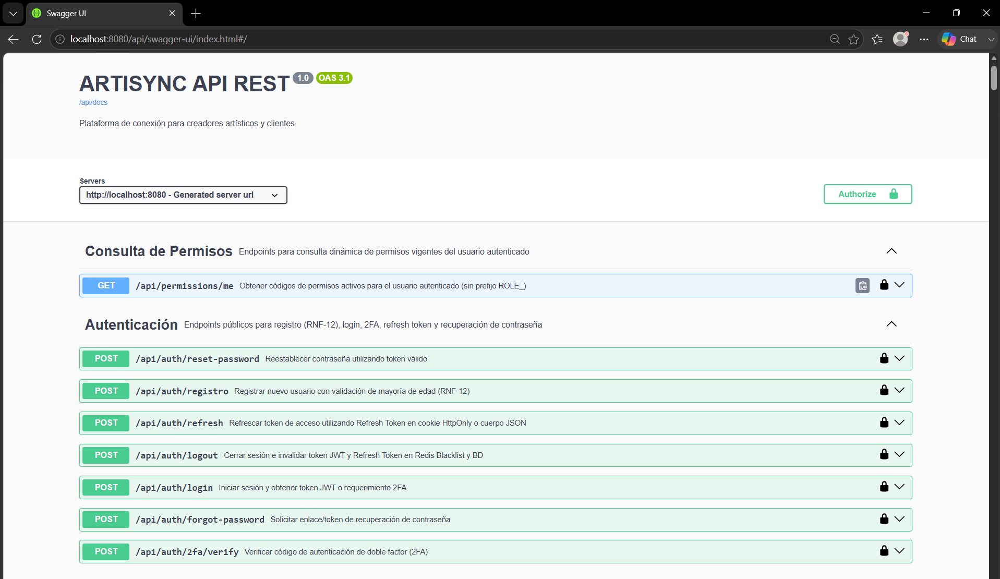 Swagger UI
localhost:8080/api/swagger-ui/index.html#/
Chat
ARTISYNC API REST 1.0 OAS 3.1
/api/docs
Plataforma de conexión para creadores artísticos y clientes
Servers
http://localhost:8080 - Generated server url
Authorize
Consulta de Permisos Endpoints para consulta dinámica de permisos vigentes del usuario autenticado
GET /api/permissions/me Obtener códigos de permisos activos para el usuario autenticado (sin prefijo ROLE_)
Autenticación Endpoints públicos para registro (RNF-12), login, 2FA, refresh token y recuperación de contraseña
POST /api/auth/reset-password Reestablecer contraseña utilizando token válido
POST /api/auth/registro Registrar nuevo usuario con validación de mayoría de edad (RNF-12)
POST /api/auth/refresh Refrescar token de acceso utilizando Refresh Token en cookie HttpOnly o cuerpo JSON
POST /api/auth/logout Cerrar sesión e invalidar token JWT y Refresh Token en Redis Blacklist y BD
POST /api/auth/login Iniciar sesión y obtener token JWT o requerimiento 2FA
POST /api/auth/forgot-password Solicitar enlace/token de recuperación de contraseña
POST /api/auth/2fa/verify Verificar código de autenticación de doble factor (2FA)